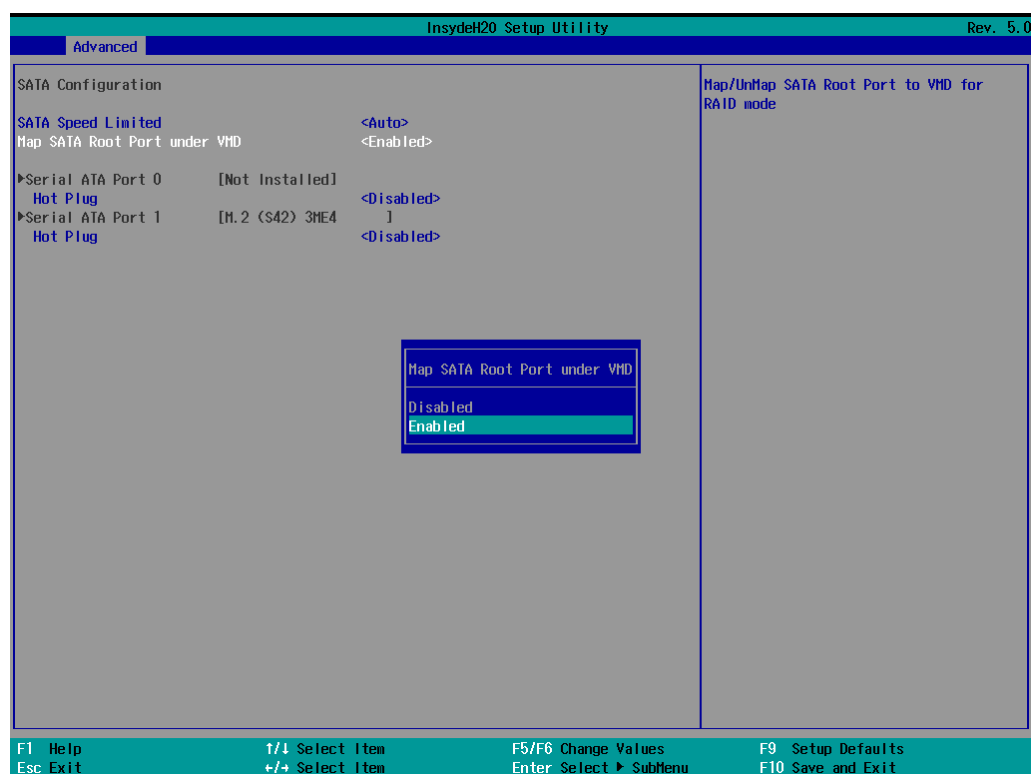 InsydeH20 Setup Utility Rev. 5.0
Advanced
SATA Configuration
SATA Speed Limited <Auto>
Map SATA Root Port under VMD <Enabled>
▶Serial ATA Port 0 [Not Installed]
Hot Plug <Disabled>
▶Serial ATA Port 1 [M.2 (S42) 3ME4 ]
Hot Plug <Disabled>
Map/UnMap SATA Root Port to VMD for
RAID mode
Map SATA Root Port under VMD
Disabled
Enabled
F1 Help ↑/↓ Select Item F5/F6 Change Values F9 Setup Defaults
Esc Exit ←/→ Select Item Enter Select ▶ SubMenu F10 Save and Exit